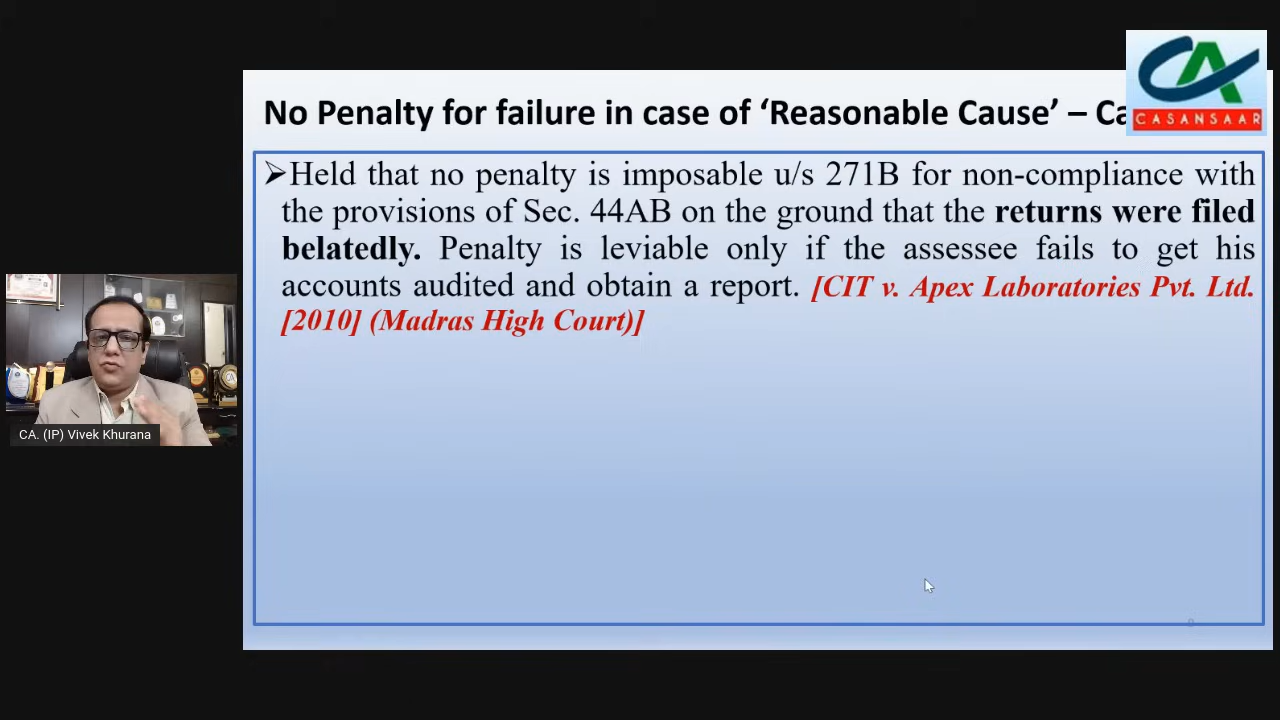 No Penalty for failure in case of ‘Reasonable Cause’ – Ca
CASANSAAR
➢Held that no penalty is imposable u/s 271B for non-compliance with
the provisions of Sec. 44AB on the ground that the returns were filed
belatedly. Penalty is leviable only if the assessee fails to get his
accounts audited and obtain a report. [CIT v. Apex Laboratories Pvt. Ltd.
[2010] (Madras High Court)]
CA. (IP) Vivek Khurana